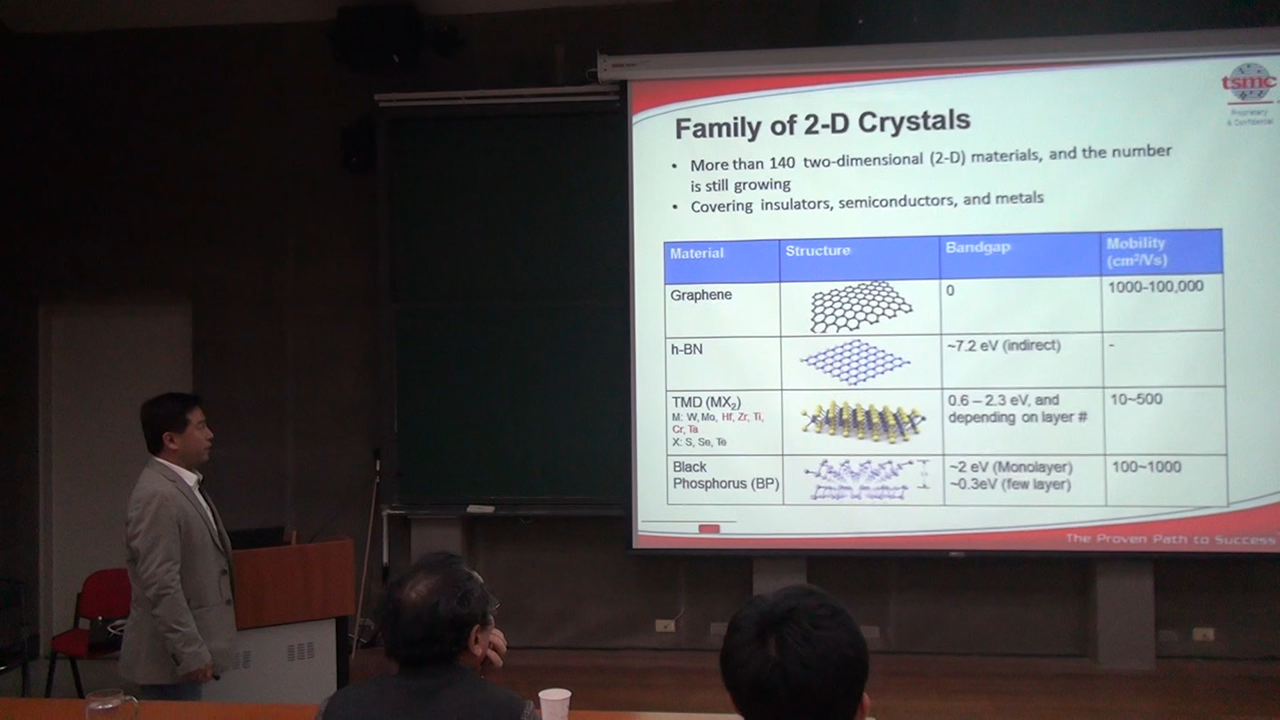 tsmc
Proprietary
& Confidential
Family of 2-D Crystals
• More than 140 two-dimensional (2-D) materials, and the number
is still growing
• Covering insulators, semiconductors, and metals
Material Structure Bandgap Mobility
(cm²/Vs)
Graphene 0 1000-100,000
h-BN ~7.2 eV (indirect) -
TMD (MX₂) 0.6 – 2.3 eV, and 10~500
M: W, Mo, Hf, Zr, Ti, depending on layer #
Cr, Ta
X: S, Se, Te
Black ~2 eV (Monolayer) 100~1000
Phosphorus (BP) ~0.3eV (few layer)
The Proven Path to Success